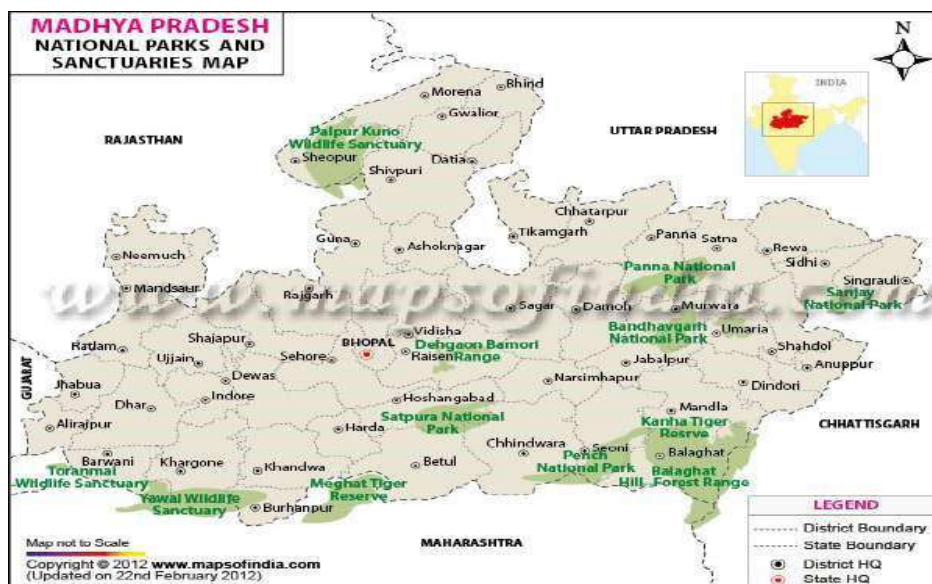 MADHYA PRADESH
NATIONAL PARKS AND
SANCTUARIES MAP
N
INDIA
RAJASTHAN
UTTAR PRADESH
Bhind
Morena
Gwalior
Palpur Kuno
Wildlife Sanctuary
Sheopur
Datia
Shivpuri
Chhatarpur
Tikamgarh
Panna
Satna
Rewa
Sidhi
Singrauli
Guna
Ashoknagar
Neemuch
Mandsaur
Rajgarh
Panna National
Park
Sanjay
National Park
www.mapsofindia.com
Sagar
Damoh
Murwara
Bandhavgarh
National Park
Umaria
Shahdol
Anuppur
Vidisha
BHOPAL
Dehgaon Bamori
Range
Raisen
Sehore
Shajapur
Ratlam
Ujjain
Dewas
Jabalpur
Narsimhapur
Dindori
GUJARAT
Jhabua
Dhar
Indore
Hoshangabad
Satpura National
Park
Mandla
Kanha Tiger
Resrve
CHHATTISGARH
Alirajpur
Harda
Chhindwara
Seoni
Balaghat
Barwani
Khargone
Khandwa
Betul
Pench
National Park
Balaghat
Hill Forest Range
Toranmal
Wildlife Sanctuary
Yawal Wildlife
Sanctuary
Meghat Tiger
Reserve
Burhanpur
MAHARASHTRA
Map not to Scale
Copyright © 2012 www.mapsofindia.com
(Updated on 22nd February 2012)
LEGEND
District Boundary
State Boundary
District HQ
State HQ